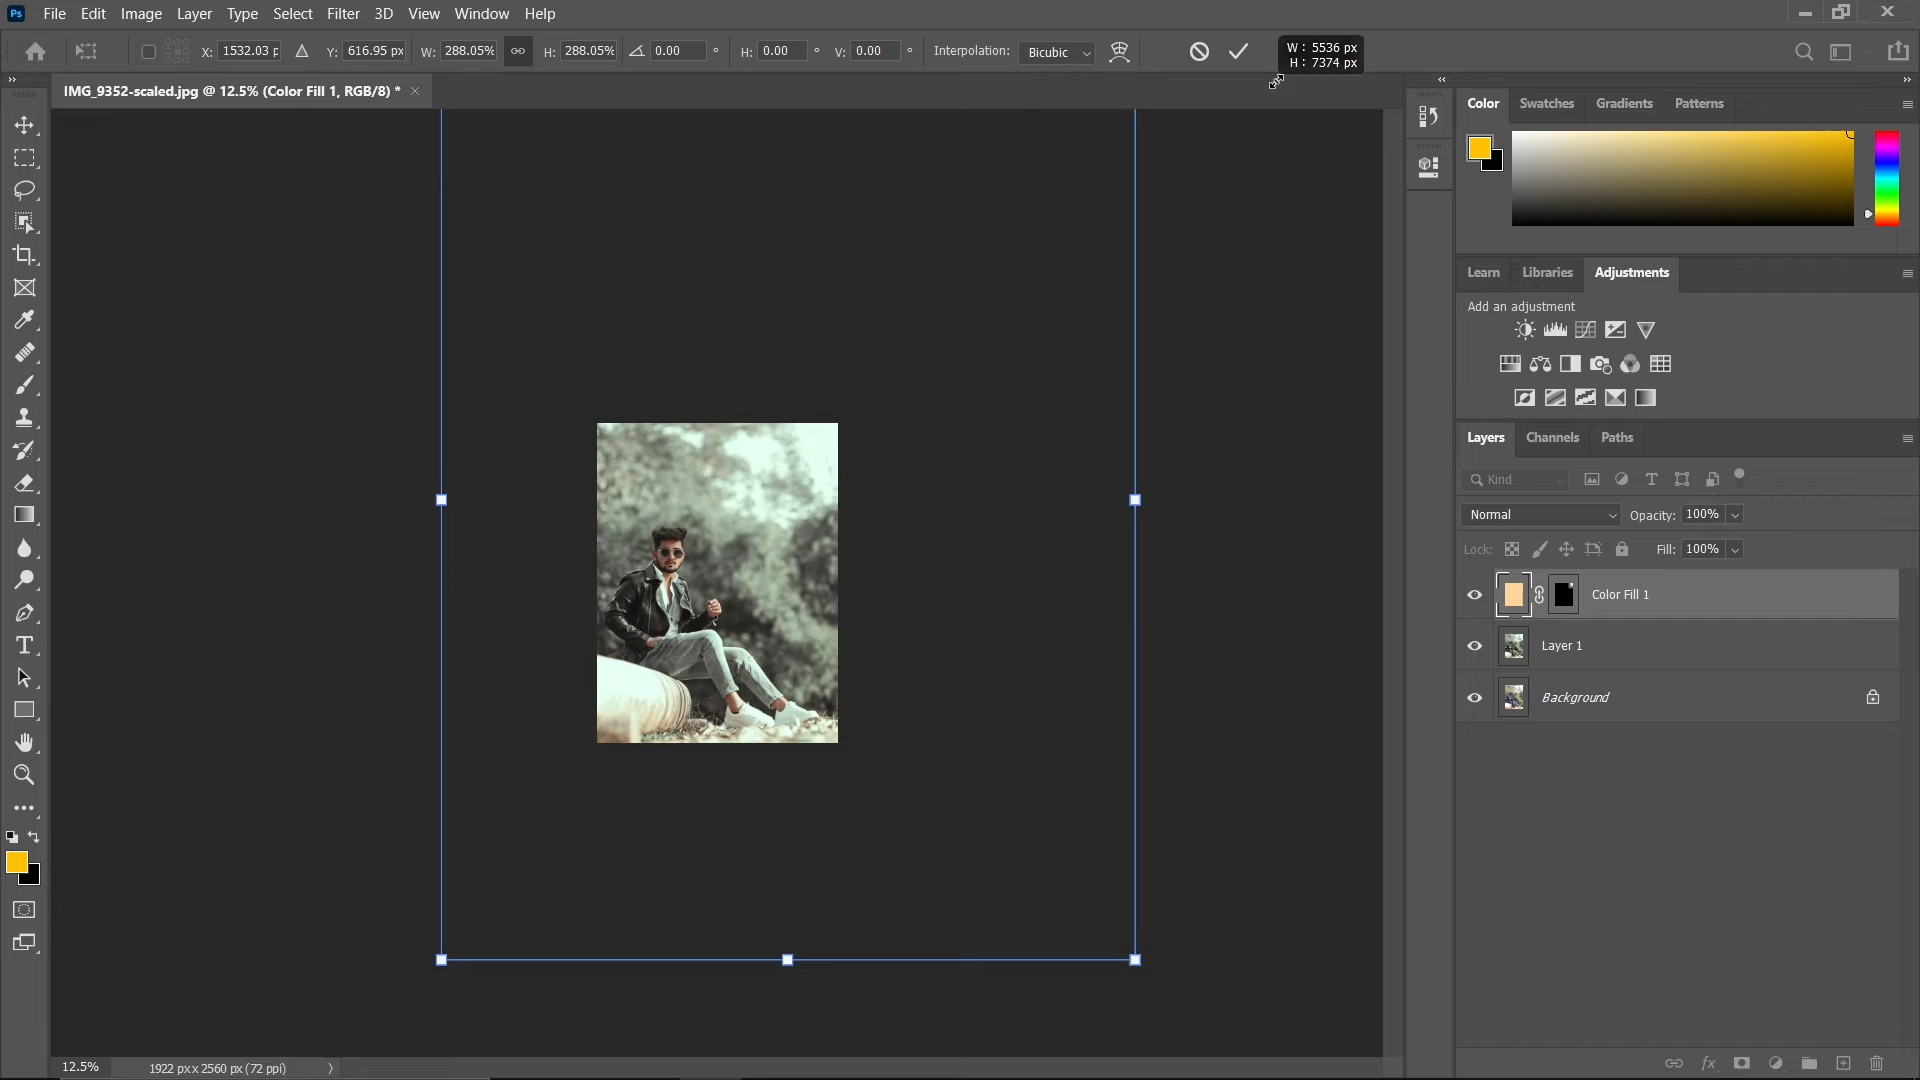 Ps File Edit Image Layer Type Select Filter 3D View Window Help
X: 1532.03 p Y: 616.95 px W: 288.05% H: 288.05% 0.00 ° H: 0.00 ° V: 0.00 ° Interpolation: Bicubic
W: 5536 px
H: 7374 px
IMG_9352-scaled.jpg @ 12.5% (Color Fill 1, RGB/8) *
Color Swatches Gradients Patterns
Learn Libraries Adjustments
Add an adjustment
Layers Channels Paths
Kind
Normal Opacity: 100%
Lock: Fill: 100%
Color Fill 1
Layer 1
Background
12.5% 1922 px x 2560 px (72 ppi)